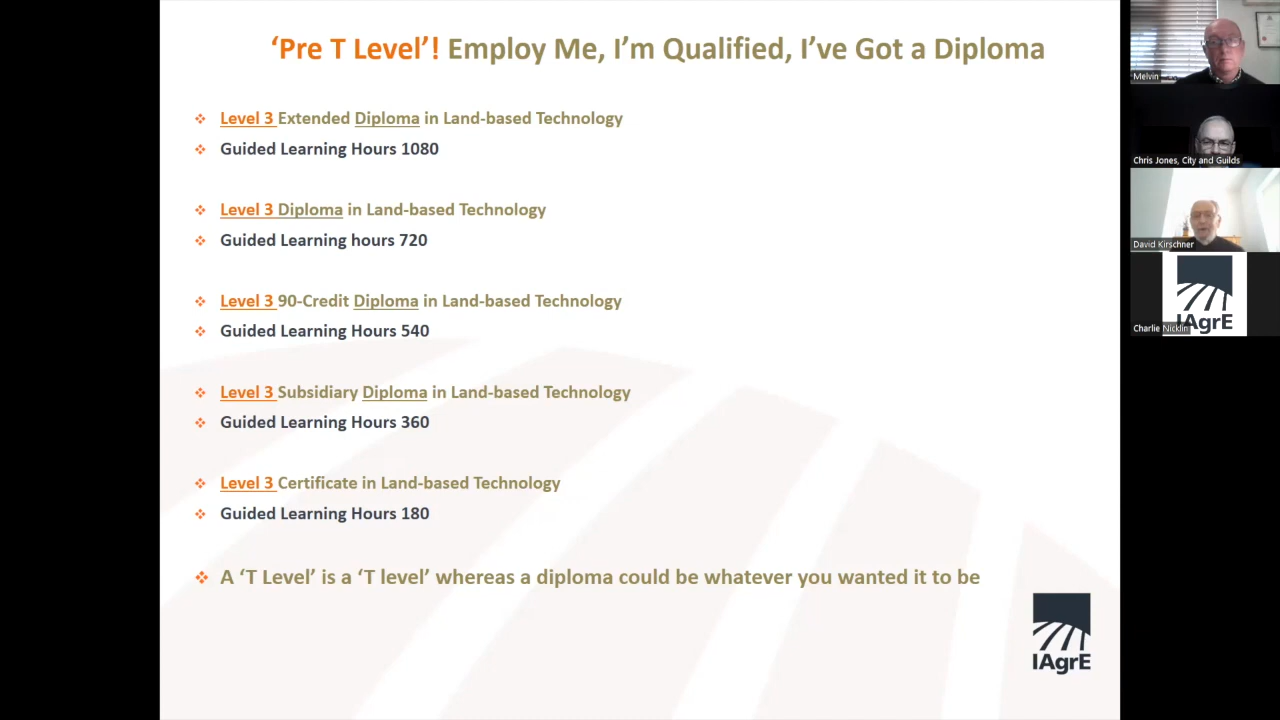 ‘Pre T Level’! Employ Me, I’m Qualified, I’ve Got a Diploma
Level 3 Extended Diploma in Land-based Technology
Guided Learning Hours 1080
Level 3 Diploma in Land-based Technology
Guided Learning hours 720
Level 3 90-Credit Diploma in Land-based Technology
Guided Learning Hours 540
Level 3 Subsidiary Diploma in Land-based Technology
Guided Learning Hours 360
Level 3 Certificate in Land-based Technology
Guided Learning Hours 180
A ‘T Level’ is a ‘T level’ whereas a diploma could be whatever you wanted it to be
IAgrE
Melvin
Chris Jones, City and Guilds
David Kirschner
IAgrE
Charlie Nicklin